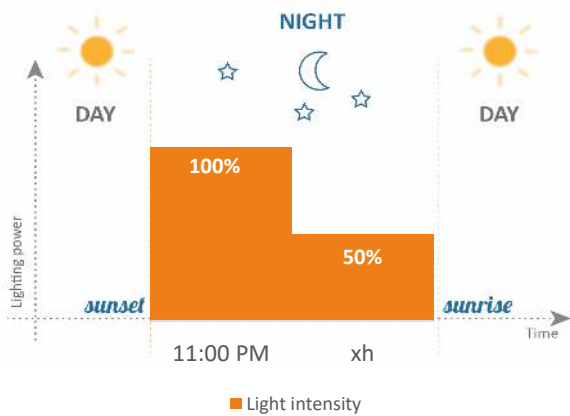 NIGHT
DAY
DAY
100%
50%
Lighting power
sunset
sunrise
Time
11:00 PM
xh
Light intensity